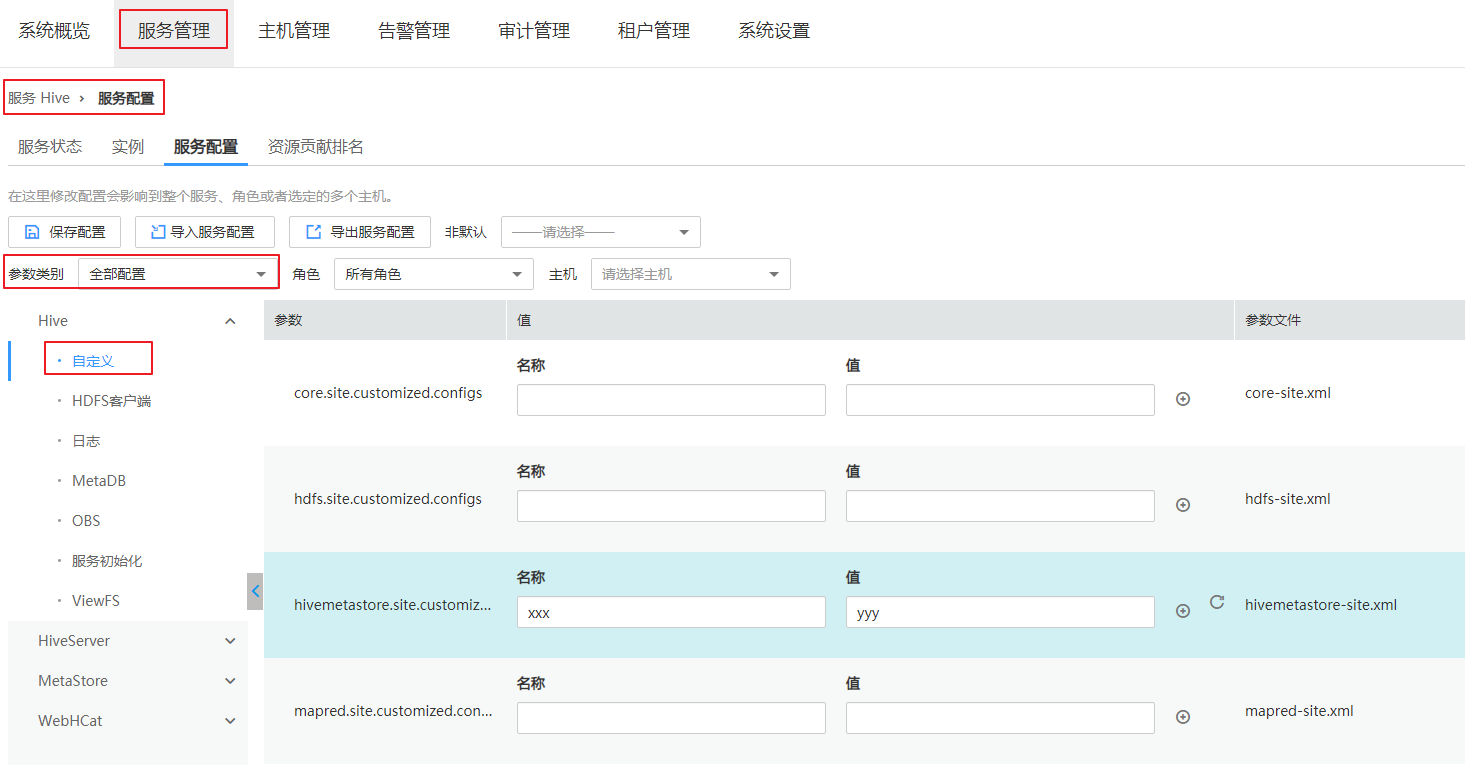 系统概览 服务管理 主机管理 告警管理 审计管理 租户管理 系统设置
服务 Hive › 服务配置
服务状态 实例 服务配置 资源贡献排名
在这里修改配置会影响到整个服务、角色或者选定的多个主机。
保存配置 导入服务配置 导出服务配置 非默认 ——请选择——
参数类别 全部配置 角色 所有角色 主机 请选择主机
Hive
自定义
HDFS客户端
日志
MetaDB
OBS
服务初始化
ViewFS
HiveServer
MetaStore
WebHCat
参数 值 参数文件
名称 值
core.site.customized.configs core-site.xml
名称 值
hdfs.site.customized.configs hdfs-site.xml
名称 值
hivemetastore.site.customiz... xxx yyy hivemetastore-site.xml
名称 值
mapred.site.customized.con... mapred-site.xml